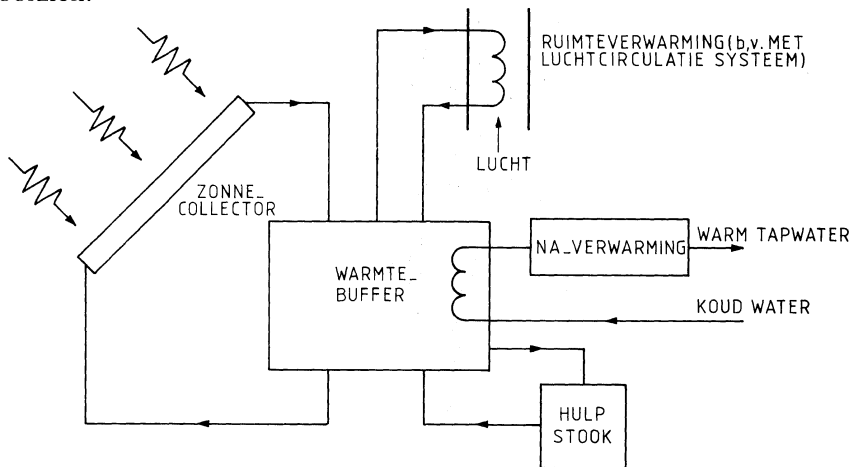 RUIMTEVERWARMING(b.v. MET
LUCHTCIRCULATIE SYSTEEM)
LUCHT
ZONNE_
COLLECTOR
WARMTE_
BUFFER
NA_VERWARMING
WARM TAPWATER
KOUD WATER
HULP
STOOK